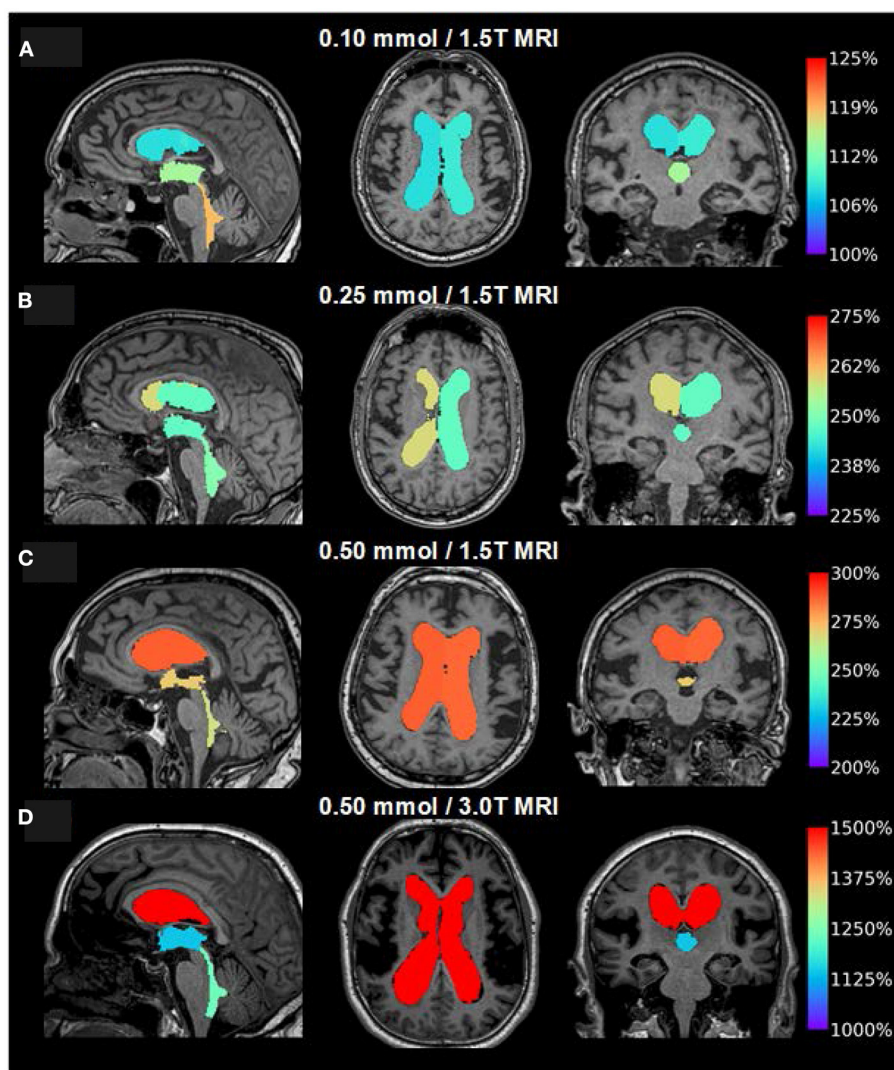 A
0.10 mmol / 1.5T MRI
125%
119%
112%
106%
100%
B
0.25 mmol / 1.5T MRI
275%
262%
250%
238%
225%
C
0.50 mmol / 1.5T MRI
300%
275%
250%
225%
200%
D
0.50 mmol / 3.0T MRI
1500%
1375%
1250%
1125%
1000%